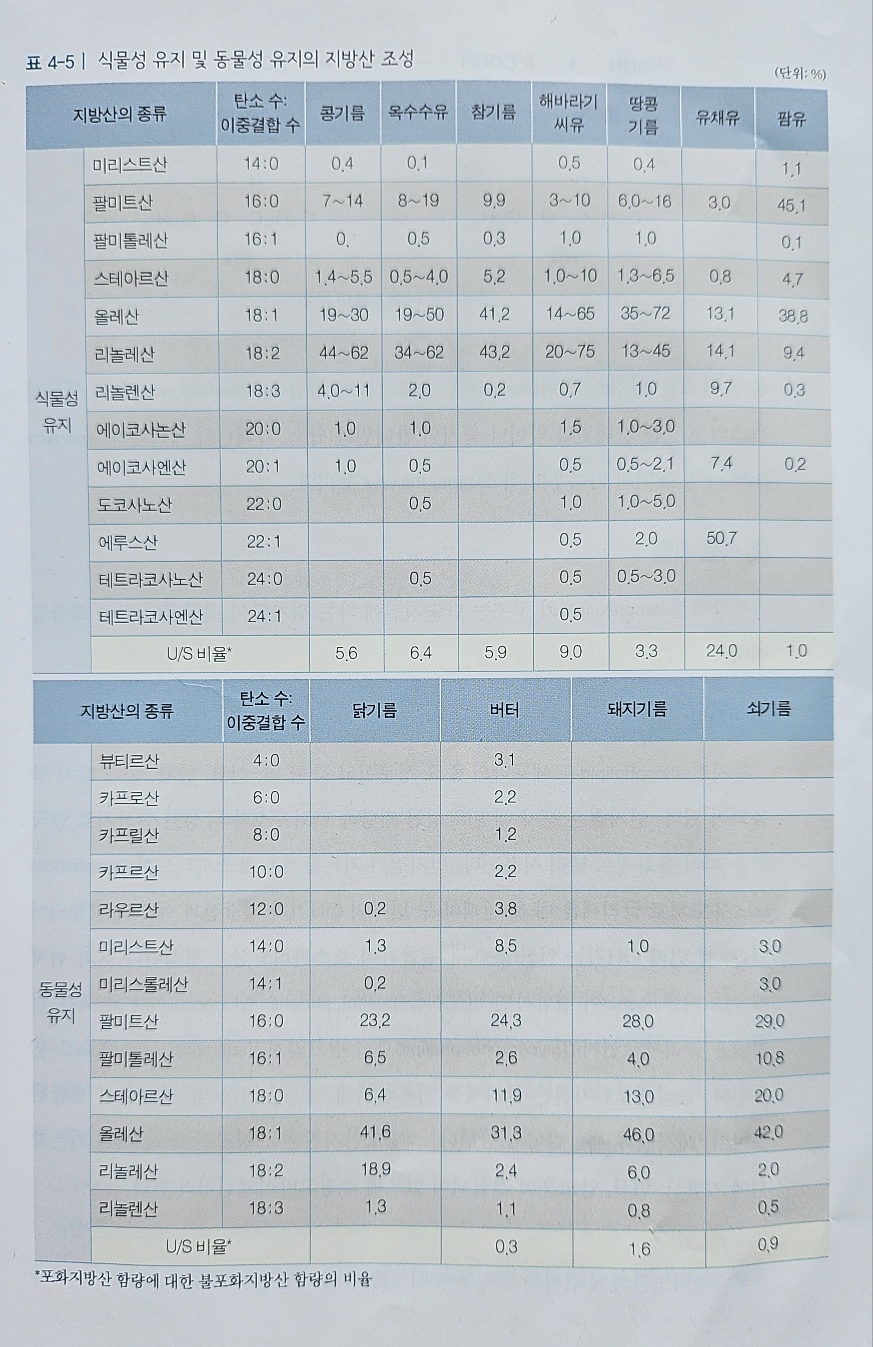 표 4-5 | 식물성 유지 및 동물성 유지의 지방산 조성
(단위: %)
지방산의 종류 탄소 수: 이중결합 수 콩기름 옥수수유 참기름 해바라기 씨유 땅콩 기름 유채유 팜유
식물성 유지
미리스트산 14:0 0.4 0.1 0.5 0.4 1.1
팔미트산 16:0 7~14 8~19 9.9 3~10 6.0~16 3.0 45.1
팔미톨레산 16:1 0. 0.5 0.3 1.0 1.0 0.1
스테아르산 18:0 1.4~5.5 0.5~4.0 5.2 1.0~10 1.3~6.5 0.8 4.7
올레산 18:1 19~30 19~50 41.2 14~65 35~72 13.1 38.8
리놀레산 18:2 44~62 34~62 43.2 20~75 13~45 14.1 9.4
리놀렌산 18:3 4.0~11 2.0 0.2 0.7 1.0 9.7 0.3
에이코사논산 20:0 1.0 1.0 1.5 1.0~3.0
에이코사엔산 20:1 1.0 0.5 0.5 0.5~2.1 7.4 0.2
도코사노산 22:0 0.5 1.0 1.0~5.0
에루스산 22:1 0.5 2.0 50.7
테트라코사노산 24:0 0.5 0.5 0.5~3.0
테트라코사엔산 24:1 0.5
U/S 비율* 5.6 6.4 5.9 9.0 3.3 24.0 1.0
지방산의 종류 탄소 수: 이중결합 수 닭기름 버터 돼지기름 쇠기름
동물성 유지
뷰티르산 4:0 3.1
카프로산 6:0 2.2
카프릴산 8:0 1.2
카프르산 10:0 2.2
라우르산 12:0 0.2 3.8
미리스트산 14:0 1.3 8.5 1.0 3.0
미리스톨레산 14:1 0.2 3.0
팔미트산 16:0 23.2 24.3 28.0 29.0
팔미톨레산 16:1 6.5 2.6 4.0 10.8
스테아르산 18:0 6.4 11.9 13.0 20.0
올레산 18:1 41.6 31.3 46.0 42.0
리놀레산 18:2 18.9 2.4 6.0 2.0
리놀렌산 18:3 1.3 1.1 0.8 0.5
U/S 비율* 0.3 1.6 0.9
*포화지방산 함량에 대한 불포화지방산 함량의 비율